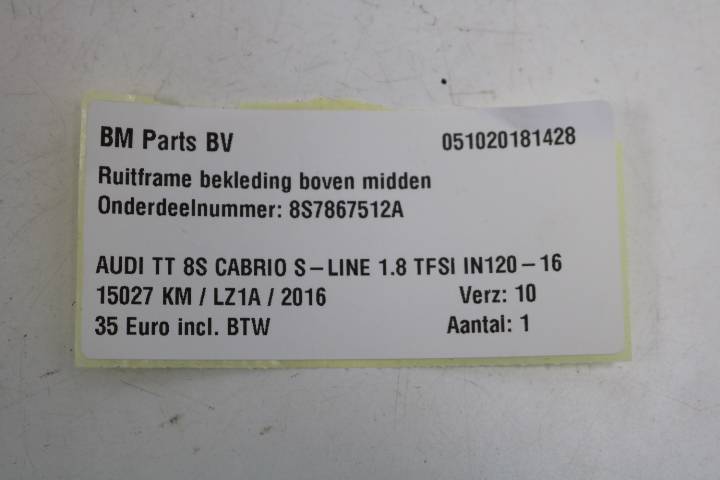 BM Parts BV 051020181428
Ruitframe bekleding boven midden
Onderdeelnummer: 8S7867512A
AUDI TT 8S CABRIO S-LINE 1.8 TFSI IN120-16
15027 KM / LZ1A / 2016 Verz: 10
35 Euro incl. BTW Aantal: 1